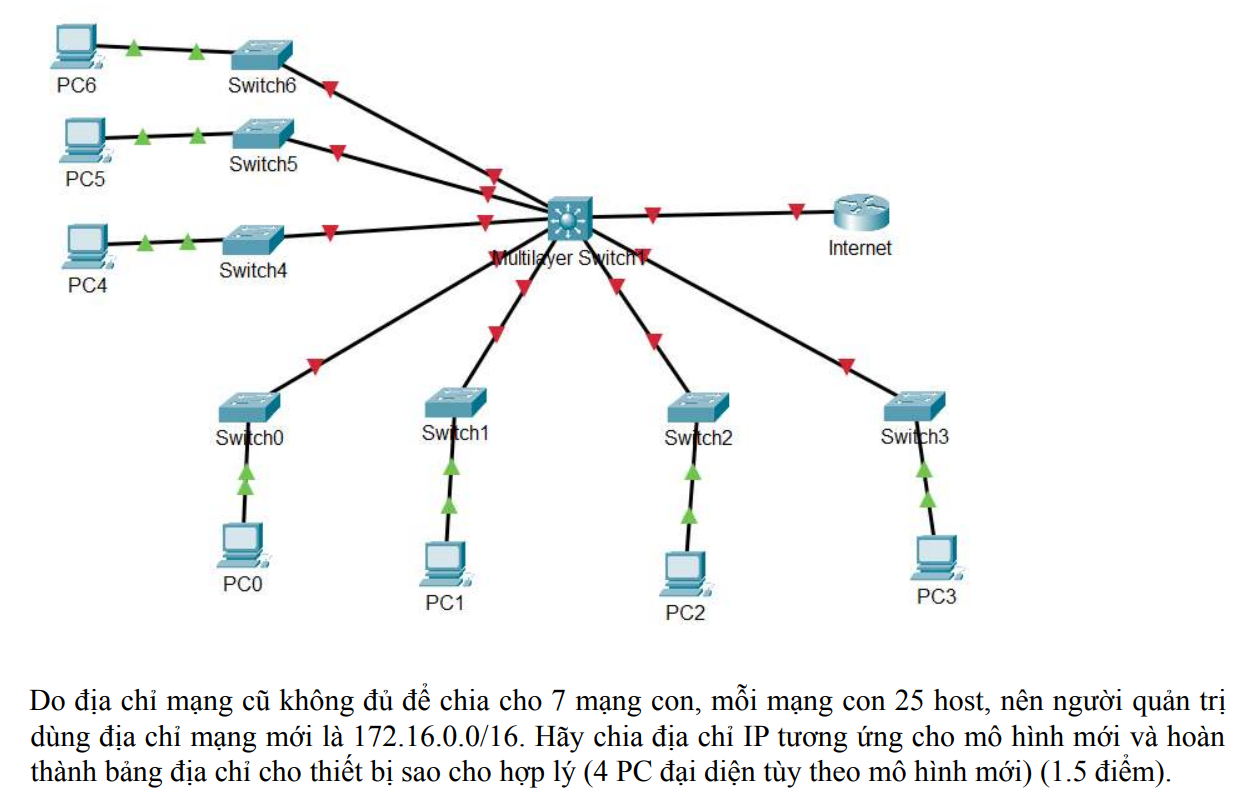 PC6
Switch6
PC5
Switch5
PC4
Switch4
Multilayer Switch1
Internet
Switch0
Switch1
Switch2
Switch3
PC0
PC1
PC2
PC3
Do địa chỉ mạng cũ không đủ để chia cho 7 mạng con, mỗi mạng con 25 host, nên người quản trị
dùng địa chỉ mạng mới là 172.16.0.0/16. Hãy chia địa chỉ IP tương ứng cho mô hình mới và hoàn
thành bảng địa chỉ cho thiết bị sao cho hợp lý (4 PC đại diện tùy theo mô hình mới) (1.5 điểm).